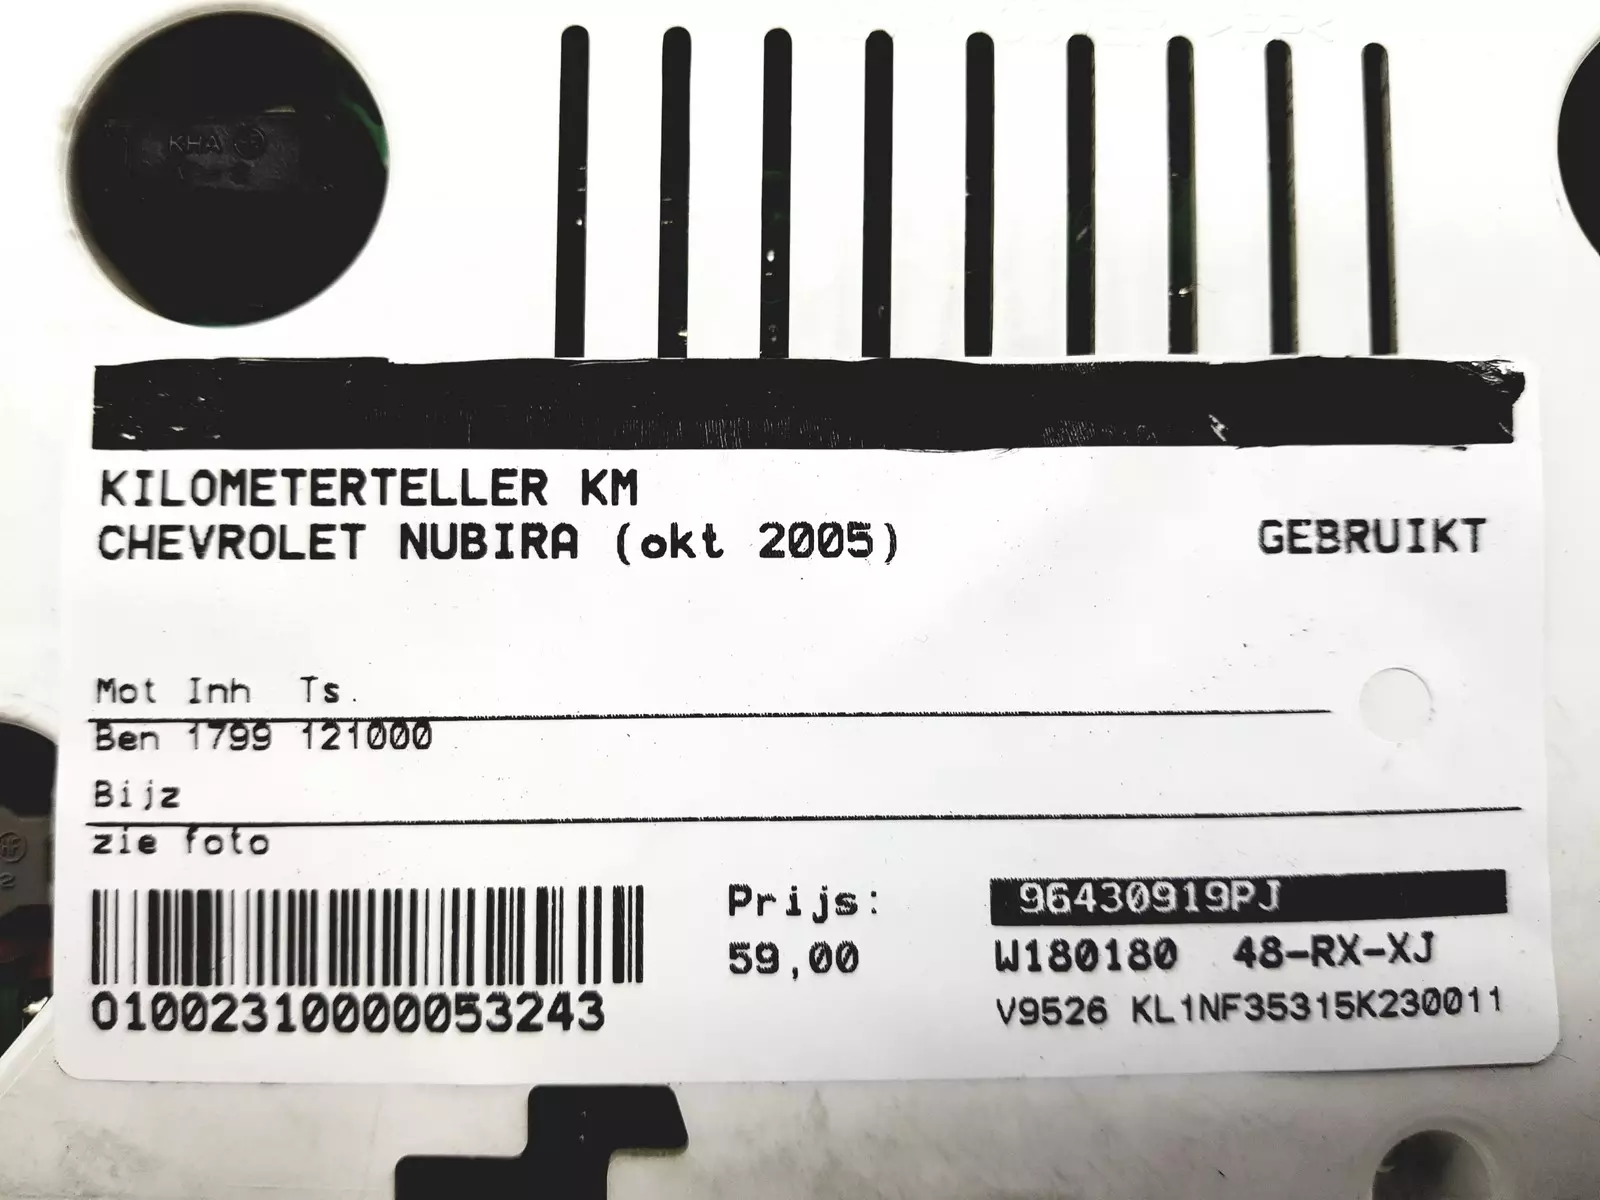 KHA
KILOMETERTELLER KM
CHEVROLET NUBIRA (okt 2005)
GEBRUIKT
Mot Inh Ts.
Ben 1799 121000
Bijz
zie foto
01002310000053243
Prijs:
59,00
96430919PJ
W180180 48-RX-XJ
V9526 KL1NF35315K230011